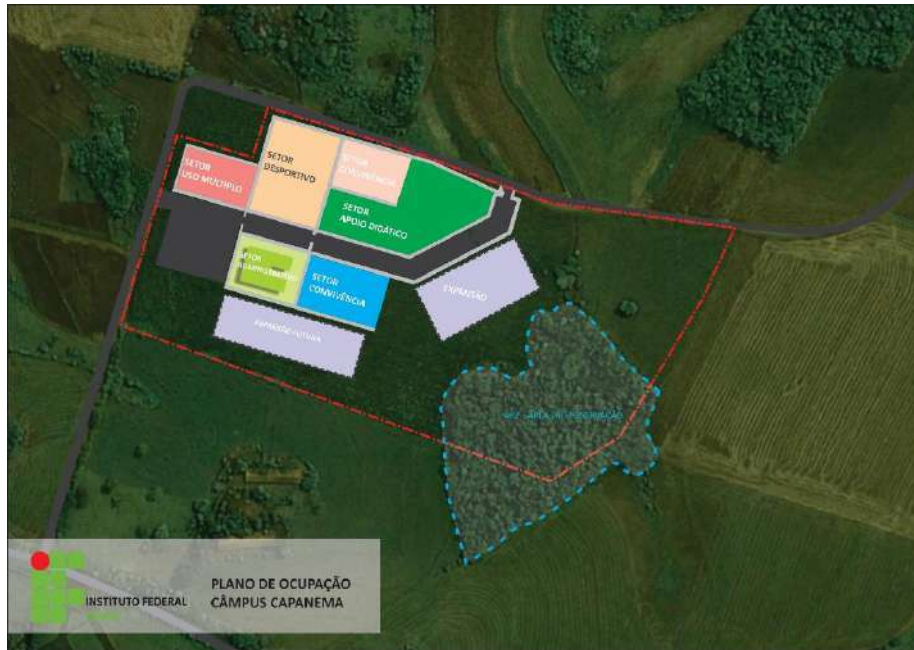 SETOR
USO MÚLTIPLO
SETOR
DESPORTIVO
SETOR
CONVIVÊNCIA
SETOR
APOIO DIDÁTICO
SETOR
ADMINISTRATIVO
SETOR
CONVIVÊNCIA
EXPANSÃO
EXPANSÃO FUTURA
INSTITUTO FEDERAL
PLANO DE OCUPAÇÃO
CÂMPUS CAPANEMA